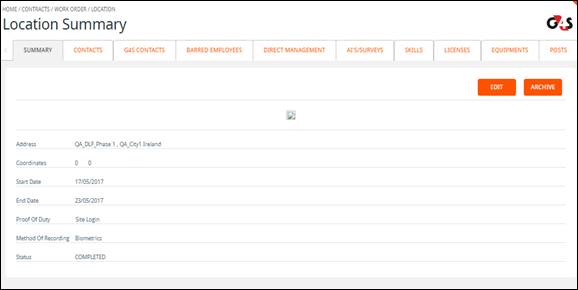 HOME / CONTRACTS / WORK ORDER / LOCATION
Location Summary
G4S
SUMMARY CONTACTS G4S CONTACTS BARRED EMPLOYEES DIRECT MANAGEMENT AI'S/SURVEYS SKILLS LICENSES EQUIPMENTS POSTS
EDIT ARCHIVE
Address QA_DLF_Phase 1 , QA_City1 Ireland
Coordinates 0 0
Start Date 17/05/2017
End Date 23/05/2017
Proof Of Duty Site Login
Method Of Recording Biometrics
Status COMPLETED